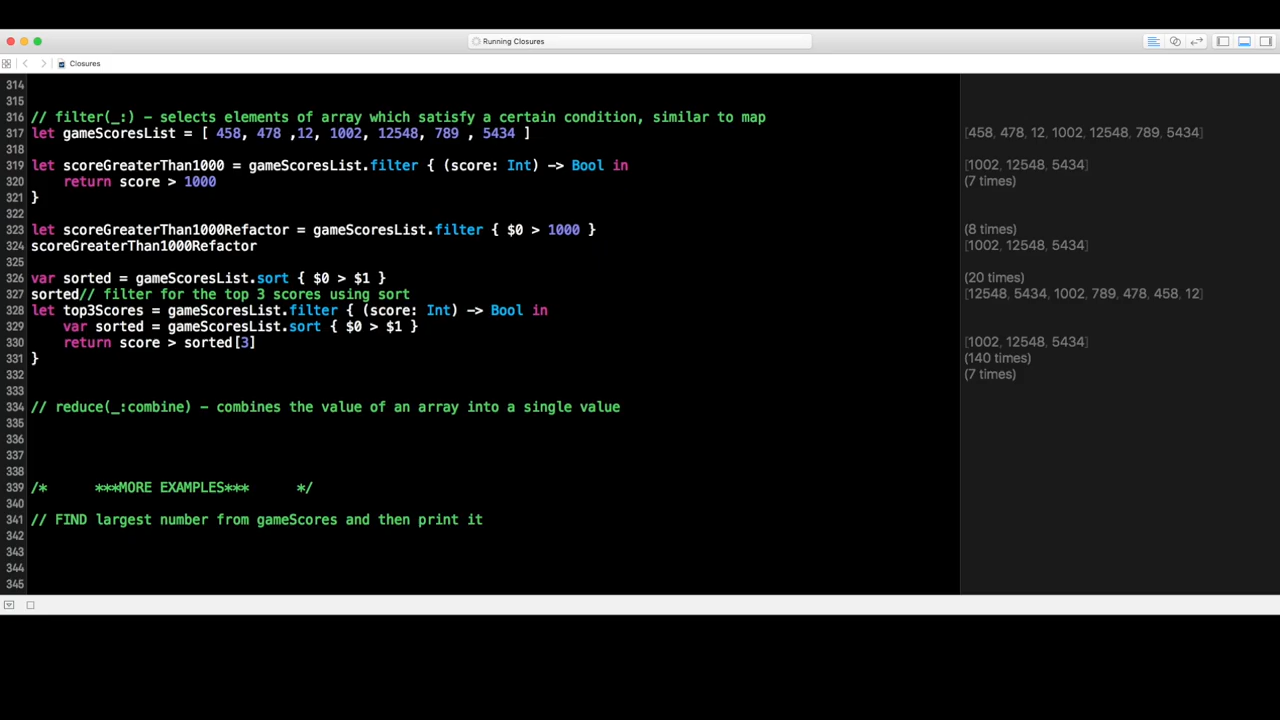 Running Closures
Closures
314
315
316 // filter(_:) – selects elements of array which satisfy a certain condition, similar to map
317 let gameScoresList = [ 458, 478 ,12, 1002, 12548, 789 , 5434 ] [458, 478, 12, 1002, 12548, 789, 5434]
318
319 let scoreGreaterThan1000 = gameScoresList.filter { (score: Int) -> Bool in [1002, 12548, 5434]
320 return score > 1000 (7 times)
321 }
322
323 let scoreGreaterThan1000Refactor = gameScoresList.filter { $0 > 1000 } (8 times)
324 scoreGreaterThan1000Refactor [1002, 12548, 5434]
325
326 var sorted = gameScoresList.sort { $0 > $1 } (20 times)
327 sorted// filter for the top 3 scores using sort [12548, 5434, 1002, 789, 478, 458, 12]
328 let top3Scores = gameScoresList.filter { (score: Int) -> Bool in
329 var sorted = gameScoresList.sort { $0 > $1 }
330 return score > sorted[3] [1002, 12548, 5434]
331 } (140 times)
332 (7 times)
333
334 // reduce(_:combine) – combines the value of an array into a single value
335
336
337
338
339 /* ***MORE EXAMPLES*** */
340
341 // FIND largest number from gameScores and then print it
342
343
344
345